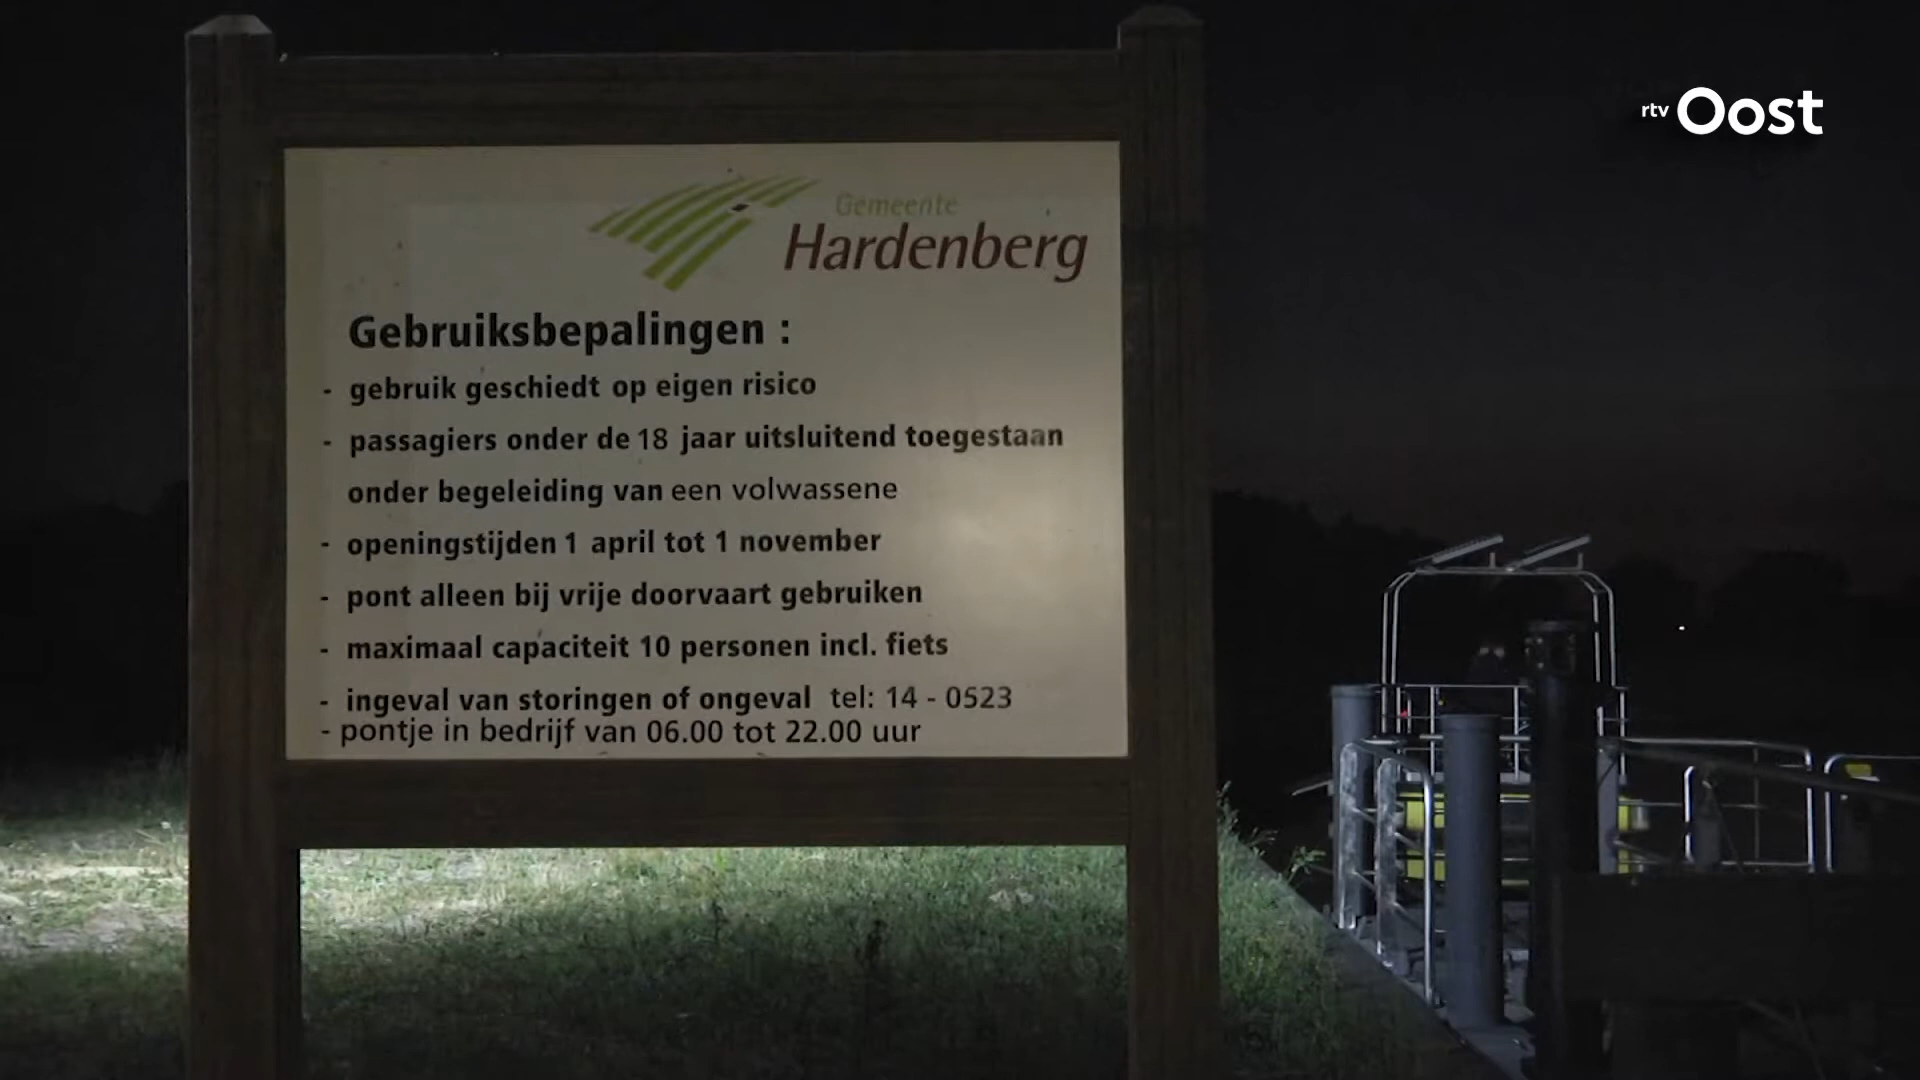 rtv Oost
Gemeente
Hardenberg
Gebruiksbepalingen :
- gebruik geschiedt op eigen risico
- passagiers onder de 18 jaar uitsluitend toegestaan
onder begeleiding van een volwassene
- openingstijden 1 april tot 1 november
- pont alleen bij vrije doorvaart gebruiken
- maximaal capaciteit 10 personen incl. fiets
- ingeval van storingen of ongeval tel: 14 - 0523
- pontje in bedrijf van 06.00 tot 22.00 uur